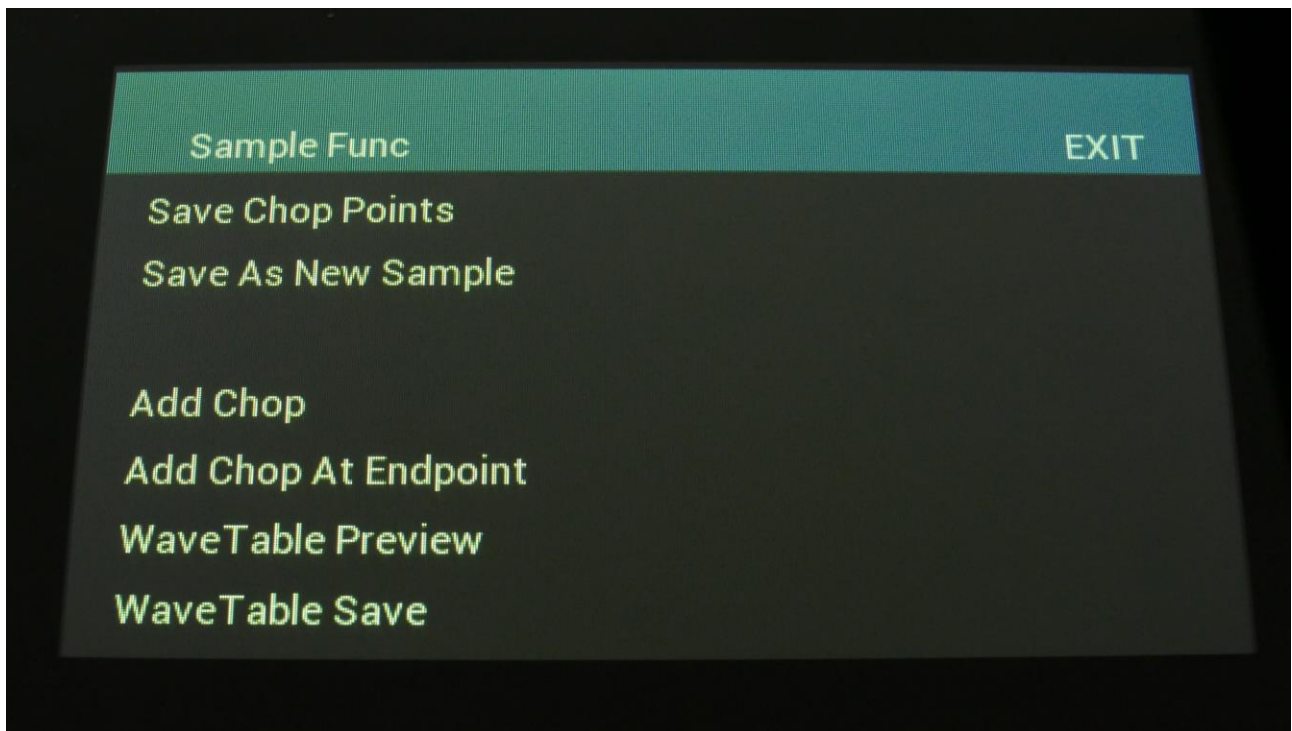 Sample Func EXIT
Save Chop Points
Save As New Sample
Add Chop
Add Chop At Endpoint
WaveTable Preview
WaveTable Save